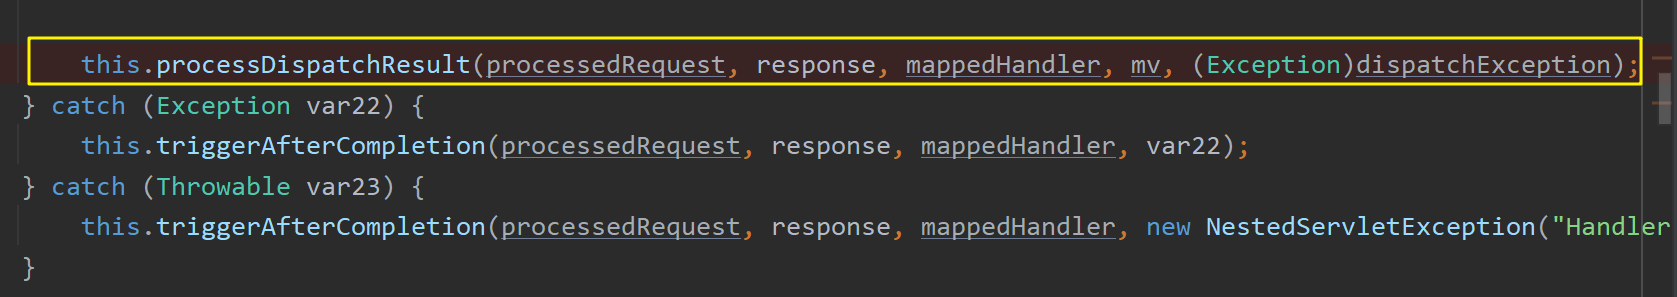 this.processDispatchResult(processedRequest, response, mappedHandler, mv, (Exception)dispatchException);
} catch (Exception var22) {
this.triggerAfterCompletion(processedRequest, response, mappedHandler, var22);
} catch (Throwable var23) {
this.triggerAfterCompletion(processedRequest, response, mappedHandler, new NestedServletException("Handler
}